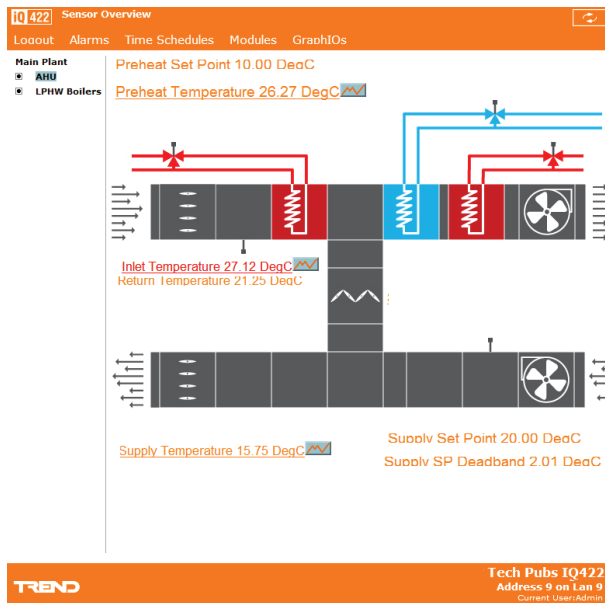 iQ 422 Sensor Overview
Logout Alarms Time Schedules Modules GraphIOs
Main Plant
AHU
LPHW Boilers
Preheat Set Point 10.00 DegC
Preheat Temperature 26.27 DegC
Inlet Temperature 27.12 DegC
Return Temperature 21.25 DegC
Supply Temperature 15.75 DegC
Supply Set Point 20.00 DegC
Supply SP Deadband 2.01 DegC
TREND
Tech Pubs IQ422
Address 9 on Lan 9
Current User:Admin